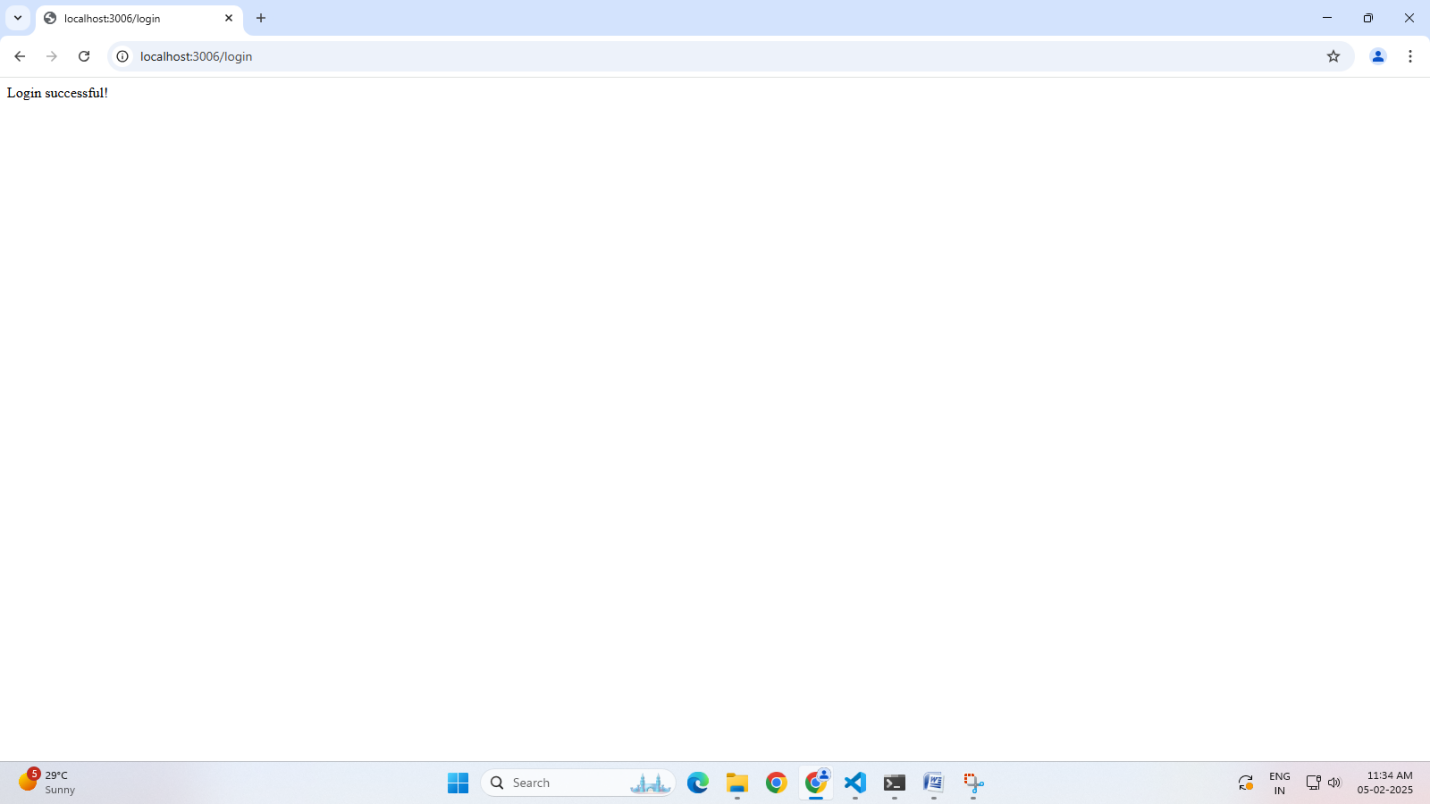 localhost:3006/login
localhost:3006/login
Login successful!
5
29°C
Sunny
Search
ENG
IN
11:34 AM
05-02-2025